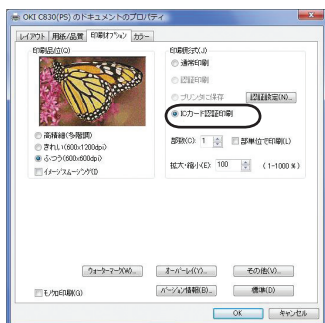 OKI C830(PS) のドキュメントのプロパティ
レイアウト 用紙/品質 印刷オプション カラー
印刷品位(Q)
高精細(多階調)
きれい(600x1200dpi)
ふつう(600x600dpi)
イメージスムージング(I)
印刷形式(J)
通常印刷
認証印刷
プリンタに保存 認証設定(N)...
ICカード認証印刷
部数(C): 1 部単位で印刷(L)
拡大・縮小(E): 100 (1-1000%)
ウォーターマーク(W)... オーバーレイ(Y)... その他(V)...
モノクロ印刷(G) バージョン情報(B)... 標準(D)
OK キャンセル